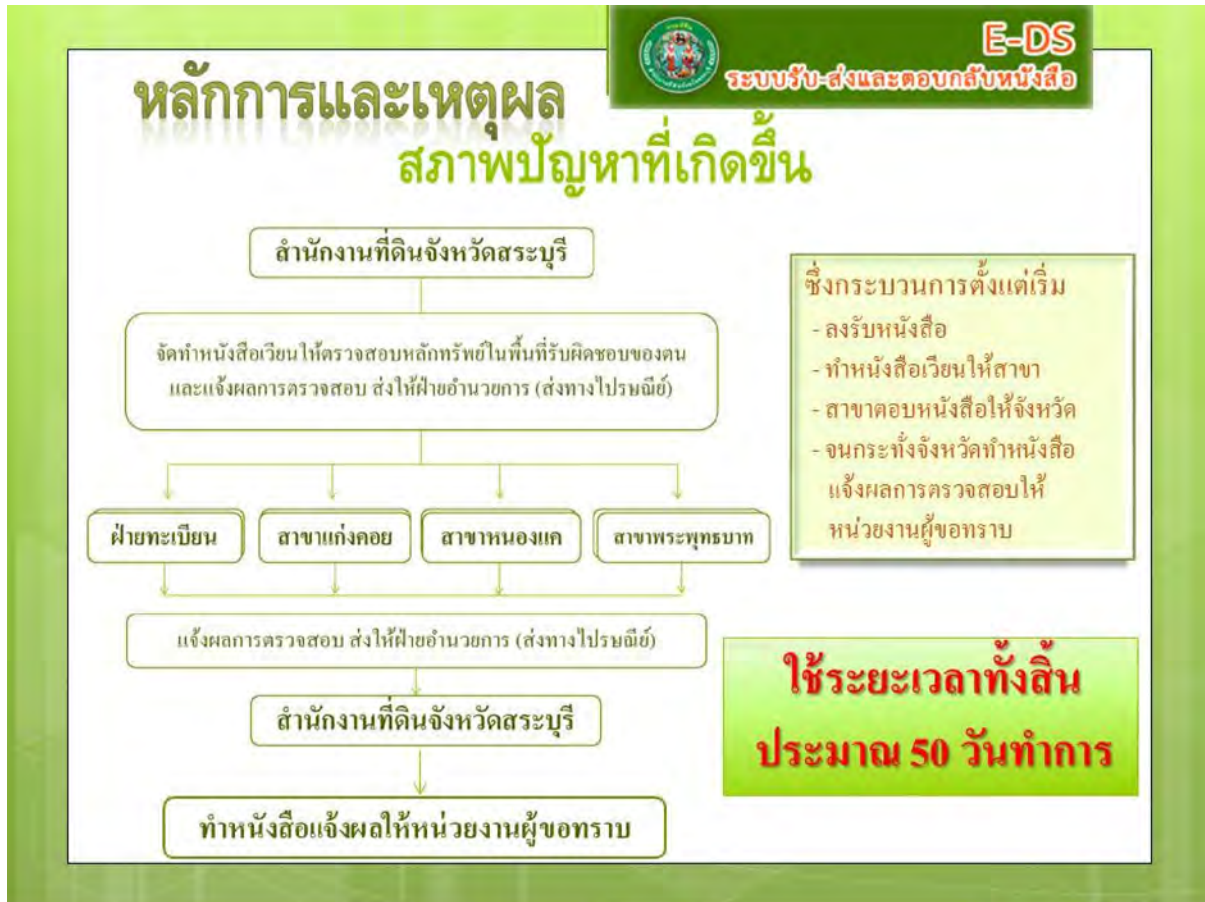 E-DS
ระบบรับ-ส่งและตอบกลับหนังสือ
หลักการและเหตุผล
สภาพปัญหาที่เกิดขึ้น
สำนักงานที่ดินจังหวัดสระบุรี
จัดทำหนังสือเวียนให้ตรวจสอบหลักทรัพย์ในพื้นที่รับผิดชอบของตน
และแจ้งผลการตรวจสอบ ส่งให้ฝ่ายอำนวยการ (ส่งทางไปรษณีย์)
ฝ่ายทะเบียน
สาขาแก่งคอย
สาขาหนองแค
สาขาพระพุทธบาท
แจ้งผลการตรวจสอบ ส่งให้ฝ่ายอำนวยการ (ส่งทางไปรษณีย์)
สำนักงานที่ดินจังหวัดสระบุรี
ทำหนังสือแจ้งผลให้หน่วยงานผู้ขอทราบ
ซึ่งกระบวนการตั้งแต่เริ่ม
- ลงรับหนังสือ
- ทำหนังสือเวียนให้สาขา
- สาขาตอบหนังสือให้จังหวัด
- จนกระทั่งจังหวัดทำหนังสือ
แจ้งผลการตรวจสอบให้
หน่วยงานผู้ขอทราบ
ใช้ระยะเวลาทั้งสิ้น
ประมาณ 50 วันทำการ